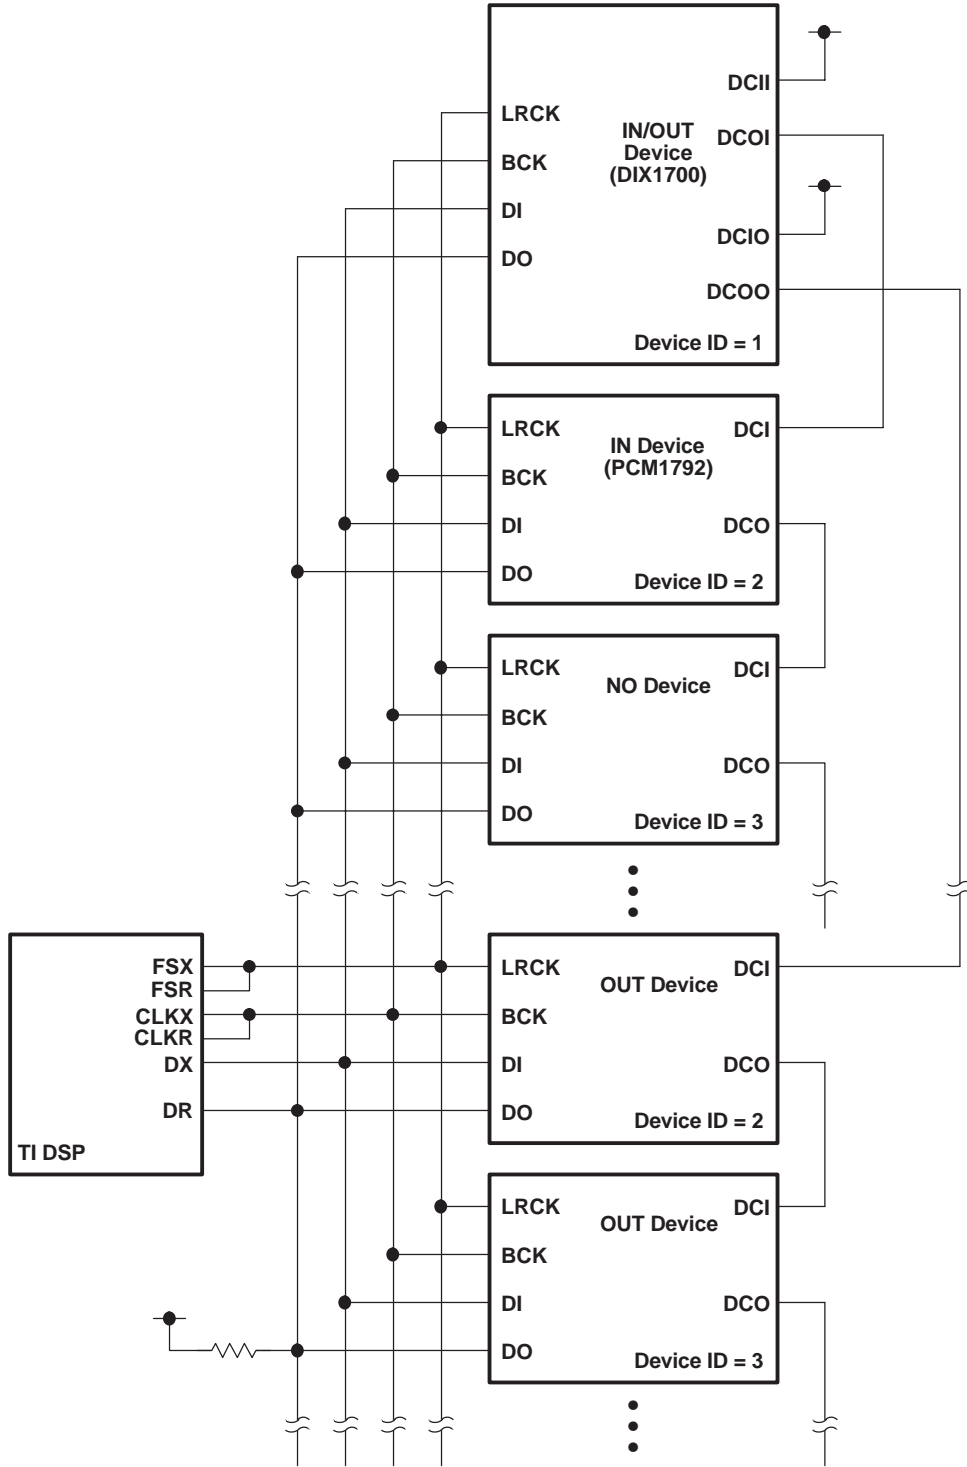 DCII
LRCK
IN/OUT
Device
(DIX1700)
DCOI
BCK
DI
DCIO
DO
DCOO
Device ID = 1
LRCK
DCI
IN Device
(PCM1792)
BCK
DI
DCO
DO
Device ID = 2
LRCK
DCI
NO Device
BCK
DI
DCO
DO
Device ID = 3
FSX
FSR
CLKX
CLKR
DX
DR
TI DSP
LRCK
DCI
OUT Device
BCK
DI
DCO
DO
Device ID = 2
LRCK
DCI
OUT Device
BCK
DI
DCO
DO
Device ID = 3